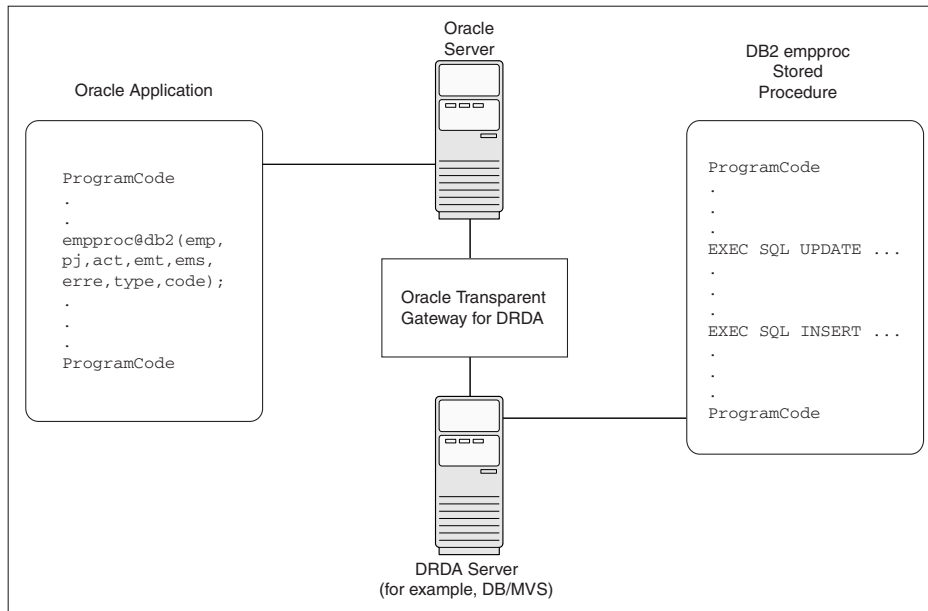 Oracle
Server
DB2 empproc
Stored
Procedure
Oracle Application
ProgramCode
.
.
empproc@db2(emp,
pj,act,emt,ems,
erre,type,code);
.
.
.
ProgramCode
Oracle Transparent
Gateway for DRDA
ProgramCode
.
.
.
EXEC SQL UPDATE ...
.
.
.
EXEC SQL INSERT ...
.
.
.
ProgramCode
DRDA Server
(for example, DB/MVS)